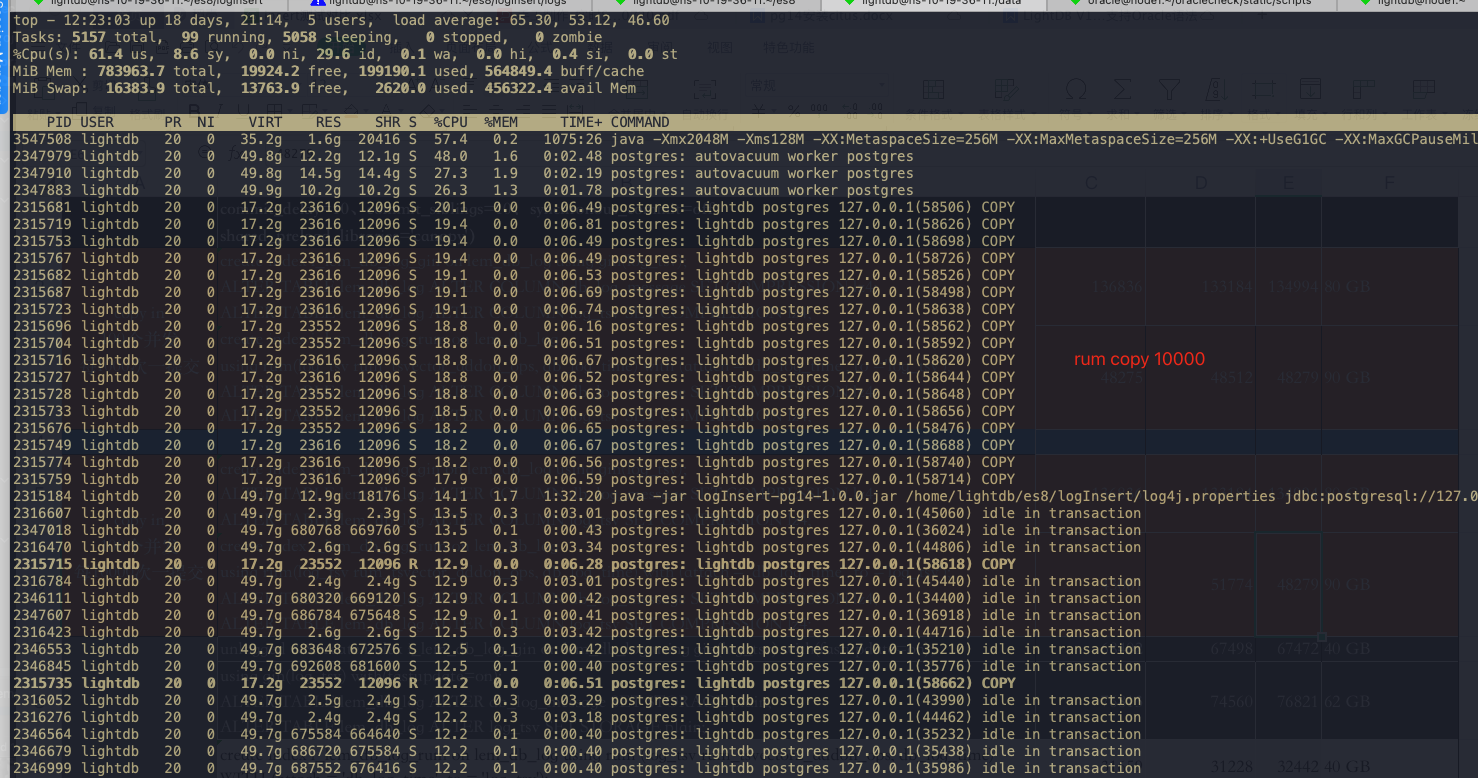 top - 12:23:03 up 18 days, 21:14,  5 users,  load average: 65.30, 53.12, 46.60
Tasks: 5157 total,  99 running, 5058 sleeping,   0 stopped,   0 zombie
%Cpu(s): 61.4 us,  8.6 sy,  0.0 ni, 29.6 id,  0.1 wa,  0.0 hi,  0.4 si,  0.0 st
MiB Mem : 783963.7 total,  19924.2 free, 199190.1 used, 564849.4 buff/cache
MiB Swap:  16383.9 total,  13763.9 free,   2620.0 used. 456322.4 avail Mem
PID USER PR NI VIRT RES SHR S %CPU %MEM TIME+ COMMAND
3547508 lightdb 20 0 35.2g 1.6g 20416 S 57.4 0.2 1075:26 java -Xmx2048M -Xms128M -XX:MetaspaceSize=256M -XX:MaxMetaspaceSize=256M -XX:+UseG1GC -XX:MaxGCPauseMil
2347979 lightdb 20 0 49.8g 12.2g 12.1g S 48.0 1.6 0:02.48 postgres: autovacuum worker postgres
2347910 lightdb 20 0 49.8g 14.5g 14.4g S 27.3 1.9 0:02.19 postgres: autovacuum worker postgres
2347883 lightdb 20 0 49.9g 10.2g 10.2g S 26.3 1.3 0:01.78 postgres: autovacuum worker postgres
2315681 lightdb 20 0 17.2g 23616 12096 S 20.1 0.0 0:06.49 postgres: lightdb postgres 127.0.0.1(58506) COPY
2315719 lightdb 20 0 17.2g 23616 12096 S 19.4 0.0 0:06.81 postgres: lightdb postgres 127.0.0.1(58626) COPY
2315753 lightdb 20 0 17.2g 23616 12096 S 19.4 0.0 0:06.49 postgres: lightdb postgres 127.0.0.1(58698) COPY
2315767 lightdb 20 0 17.2g 23616 12096 S 19.4 0.0 0:06.49 postgres: lightdb postgres 127.0.0.1(58726) COPY
2315682 lightdb 20 0 17.2g 23616 12096 S 19.1 0.0 0:06.53 postgres: lightdb postgres 127.0.0.1(58526) COPY
2315687 lightdb 20 0 17.2g 23616 12096 S 19.1 0.0 0:06.69 postgres: lightdb postgres 127.0.0.1(58498) COPY
2315723 lightdb 20 0 17.2g 23616 12096 S 19.1 0.0 0:06.74 postgres: lightdb postgres 127.0.0.1(58638) COPY
2315696 lightdb 20 0 17.2g 23552 12096 S 18.8 0.0 0:06.16 postgres: lightdb postgres 127.0.0.1(58562) COPY
2315704 lightdb 20 0 17.2g 23552 12096 S 18.8 0.0 0:06.51 postgres: lightdb postgres 127.0.0.1(58592) COPY
2315716 lightdb 20 0 17.2g 23552 12096 S 18.8 0.0 0:06.67 postgres: lightdb postgres 127.0.0.1(58620) COPY
rum copy 10000
2315727 lightdb 20 0 17.2g 23616 12096 S 18.8 0.0 0:06.52 postgres: lightdb postgres 127.0.0.1(58644) COPY
2315728 lightdb 20 0 17.2g 23616 12096 S 18.8 0.0 0:06.63 postgres: lightdb postgres 127.0.0.1(58648) COPY
2315733 lightdb 20 0 17.2g 23616 12096 S 18.5 0.0 0:06.69 postgres: lightdb postgres 127.0.0.1(58656) COPY
2315676 lightdb 20 0 17.2g 23616 12096 S 18.2 0.0 0:06.65 postgres: lightdb postgres 127.0.0.1(58476) COPY
2315749 lightdb 20 0 17.2g 23616 12096 S 18.2 0.0 0:06.67 postgres: lightdb postgres 127.0.0.1(58688) COPY
2315774 lightdb 20 0 17.2g 23616 12096 S 18.2 0.0 0:06.56 postgres: lightdb postgres 127.0.0.1(58740) COPY
2315759 lightdb 20 0 17.2g 23616 12096 S 17.9 0.0 0:06.59 postgres: lightdb postgres 127.0.0.1(58714) COPY
2315184 lightdb 20 0 49.7g 12.9g 18176 S 14.1 1.7 1:32.20 java -jar logInsert-pg14-1.0.0.jar /home/lightdb/es8/logInsert/log4j.properties jdbc:postgresql://127.0
2316607 lightdb 20 0 49.7g 2.3g 2.3g S 13.5 0.3 0:03.01 postgres: lightdb postgres 127.0.0.1(45060) idle in transaction
2347018 lightdb 20 0 49.7g 680768 669760 S 13.5 0.1 0:00.43 postgres: lightdb postgres 127.0.0.1(36024) idle in transaction
2316470 lightdb 20 0 49.7g 2.6g 2.6g S 13.2 0.3 0:03.34 postgres: lightdb postgres 127.0.0.1(44806) idle in transaction
2315715 lightdb 20 0 17.2g 23552 12096 R 12.9 0.0 0:06.28 postgres: lightdb postgres 127.0.0.1(58618) COPY
2316784 lightdb 20 0 49.7g 2.4g 2.4g S 12.9 0.3 0:03.01 postgres: lightdb postgres 127.0.0.1(45440) idle in transaction
2346111 lightdb 20 0 49.7g 680320 669120 S 12.9 0.1 0:00.42 postgres: lightdb postgres 127.0.0.1(34400) idle in transaction
2347607 lightdb 20 0 49.7g 686784 675648 S 12.9 0.1 0:00.41 postgres: lightdb postgres 127.0.0.1(36918) idle in transaction
2316423 lightdb 20 0 49.7g 2.6g 2.6g S 12.5 0.3 0:03.42 postgres: lightdb postgres 127.0.0.1(44716) idle in transaction
2346553 lightdb 20 0 49.7g 683648 672576 S 12.5 0.1 0:00.42 postgres: lightdb postgres 127.0.0.1(35210) idle in transaction
2346845 lightdb 20 0 49.7g 692608 681600 S 12.5 0.1 0:00.40 postgres: lightdb postgres 127.0.0.1(35776) idle in transaction
2315735 lightdb 20 0 17.2g 23552 12096 R 12.2 0.0 0:06.51 postgres: lightdb postgres 127.0.0.1(58662) COPY
2316052 lightdb 20 0 49.7g 2.5g 2.4g S 12.2 0.3 0:03.29 postgres: lightdb postgres 127.0.0.1(43990) idle in transaction
2316276 lightdb 20 0 49.7g 2.4g 2.4g S 12.2 0.3 0:03.18 postgres: lightdb postgres 127.0.0.1(44462) idle in transaction
2346564 lightdb 20 0 49.7g 675584 664640 S 12.2 0.1 0:00.40 postgres: lightdb postgres 127.0.0.1(35232) idle in transaction
2346679 lightdb 20 0 49.7g 686720 675584 S 12.2 0.1 0:00.40 postgres: lightdb postgres 127.0.0.1(35438) idle in transaction
2346999 lightdb 20 0 49.7g 687552 676416 S 12.2 0.1 0:00.40 postgres: lightdb postgres 127.0.0.1(35986) idle in transaction